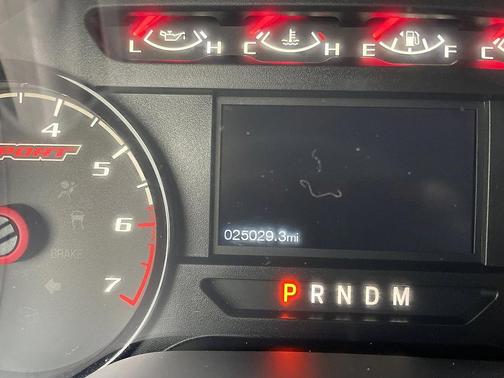 L H C H E F C
4
5
SPORT
6
BRAKE
025029.3mi
7
P R N D M